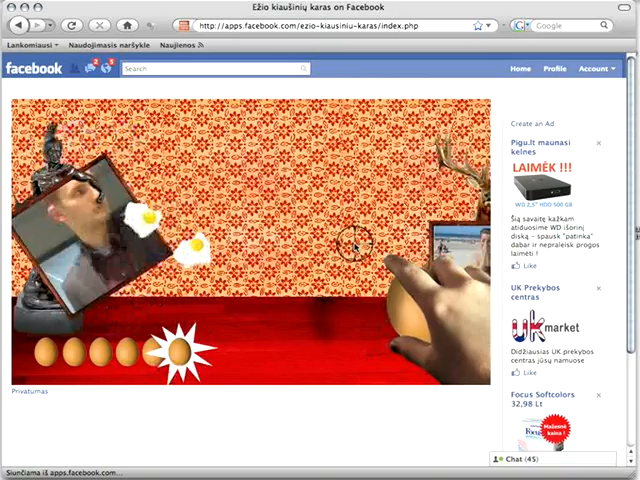 Ežio kiaušinių karas on Facebook
http://apps.facebook.com/ezio-kiausiniu-karas/index.php
Google
Lankomiausi Naudojimasis naršykle Naujienos
facebook 2 3 Search Home Profile Account
Create an Ad
Pigu.lt maunasi kelnes
LAIMĖK !!!
WD 2,5" HDD 500 GB
Šią savaitę kažkam
atiduosime WD išorinį
diską - spausk "patinka"
dabar ir nepraleisk progos
laimėti !
Like
UK Prekybos
centras
UK market
Didžiausias UK prekybos
centras jūsų namuose
Like
Focus Softcolors
32,98 Lt
Mažesnė
kaina !
Privatumas
Chat (45)
Siunčiama iš apps.facebook.com...